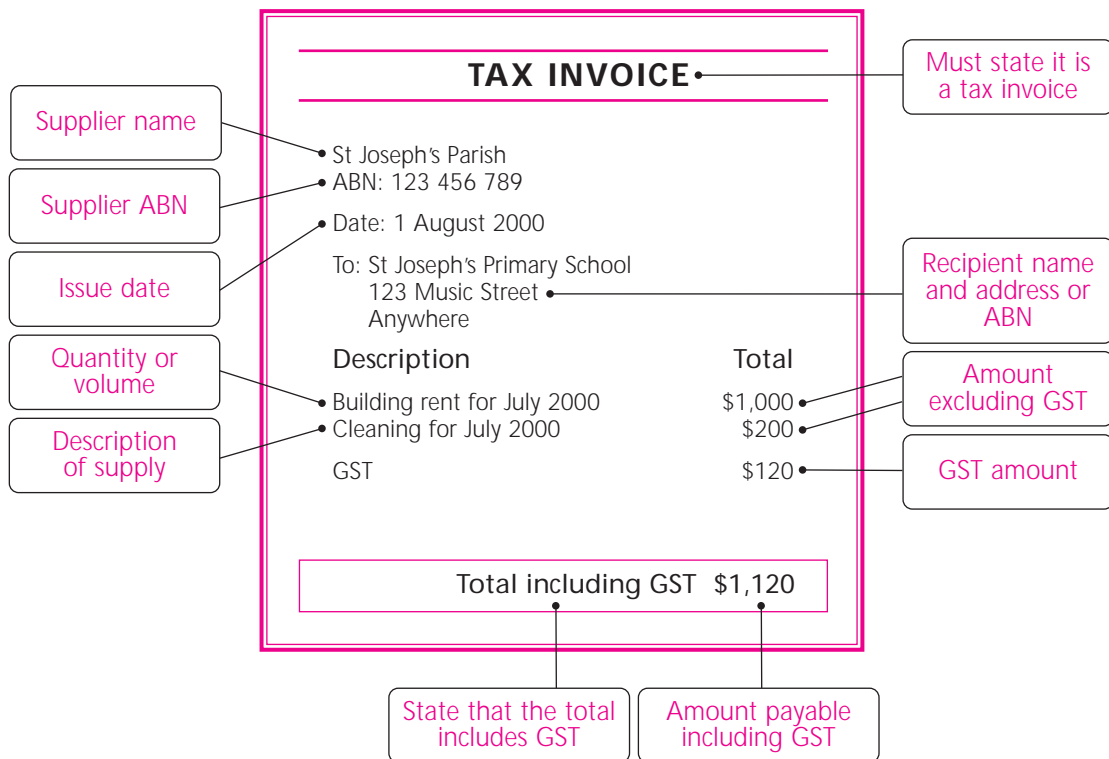 TAX INVOICE
Must state it is
a tax invoice
Supplier name
St Joseph's Parish
Supplier ABN
ABN: 123 456 789
Issue date
Date: 1 August 2000
To: St Joseph's Primary School
123 Music Street
Anywhere
Recipient name
and address or
ABN
Description
Total
Quantity or
volume
Building rent for July 2000
$1,000
Amount
excluding GST
Description
of supply
Cleaning for July 2000
$200
GST
$120
GST amount
Total including GST $1,120
State that the total
includes GST
Amount payable
including GST